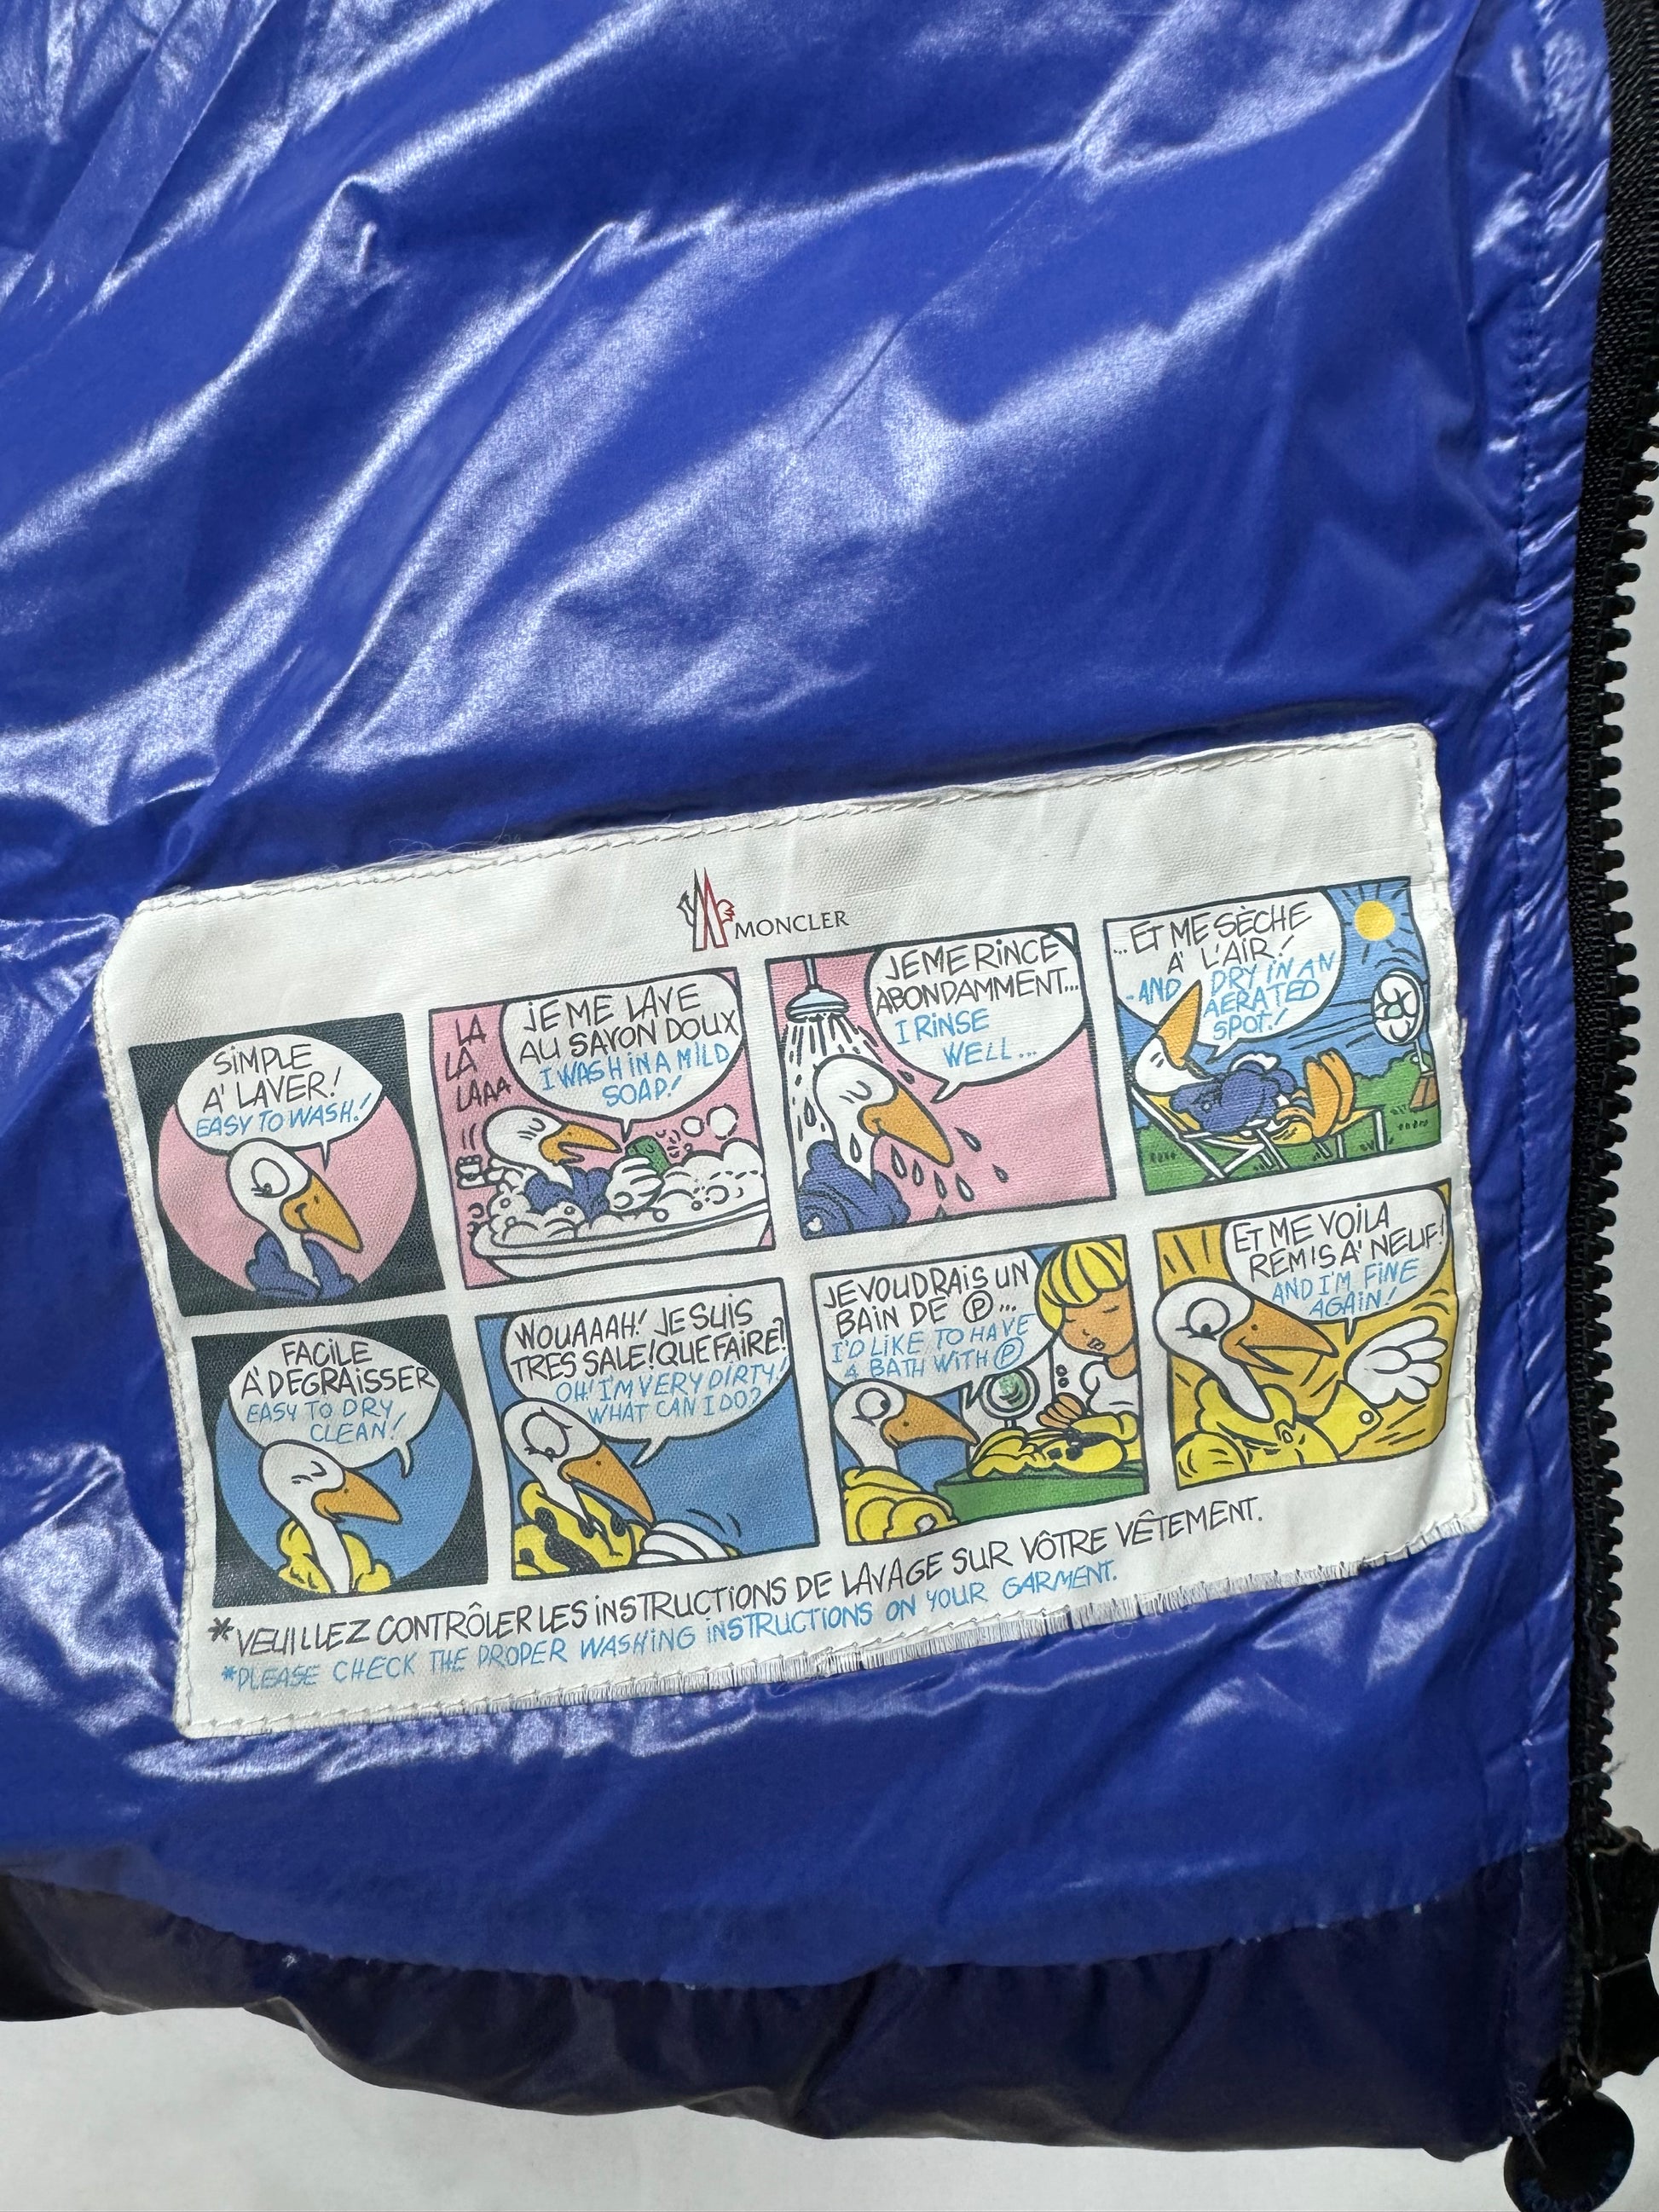 MONCLER
SIMPLE
A' LAVER!
EASY TO WASH!
LA
LA
LAAA
JE ME LAVE
AU SAVON DOUX
I WASH IN A MILD
SOAP!
JE ME RINCE
ABONDAMMENT...
I RINSE
WELL...
...ET ME SÈCHE
A' L'AIR!
-AND DRY IN AN
AERATED
SPOT!
FACILE
A' DEGRAISSER
EASY TO DRY
CLEAN!
WOUAAAH! JE SUIS
TRES SALE! QUE FAIRE?
OH! I'M VERY DIRTY!
WHAT CAN I DO?
JE VOUDRAIS UN
BAIN DE Ⓟ...
I'D LIKE TO HAVE
A BATH WITH Ⓟ
ET ME VOILA
REMIS A' NEUF!
AND I'M FINE
AGAIN!
*VEUILLEZ CONTRÔLER LES INSTRUCTIONS DE LAVAGE SUR VÔTRE VÊTEMENT.
*PLEASE CHECK THE PROPER WASHING INSTRUCTIONS ON YOUR GARMENT.